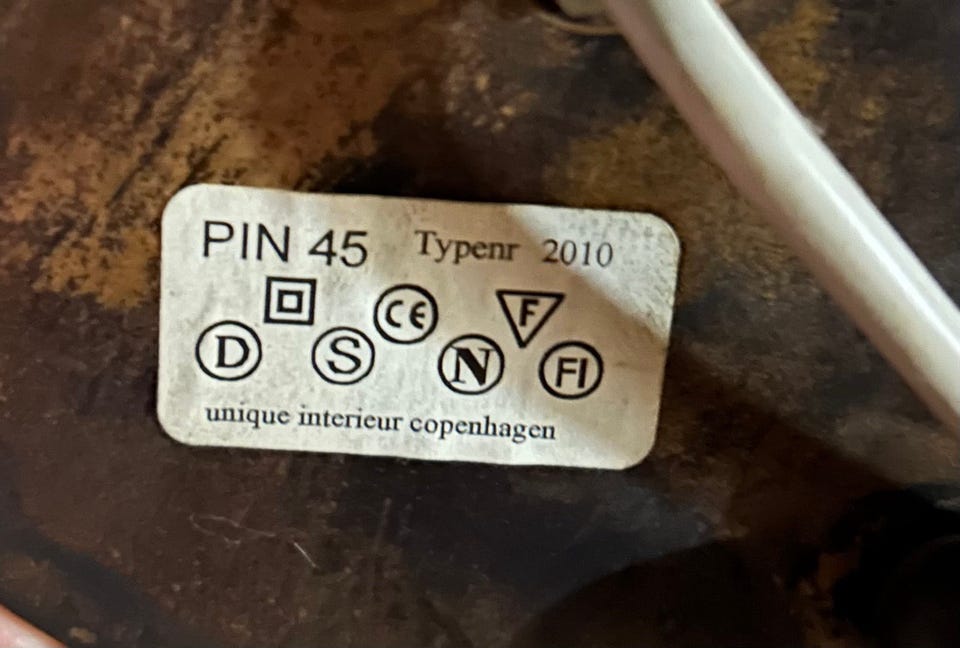 PIN 45 Typenr 2010
CE F
D S N FI
unique interieur copenhagen